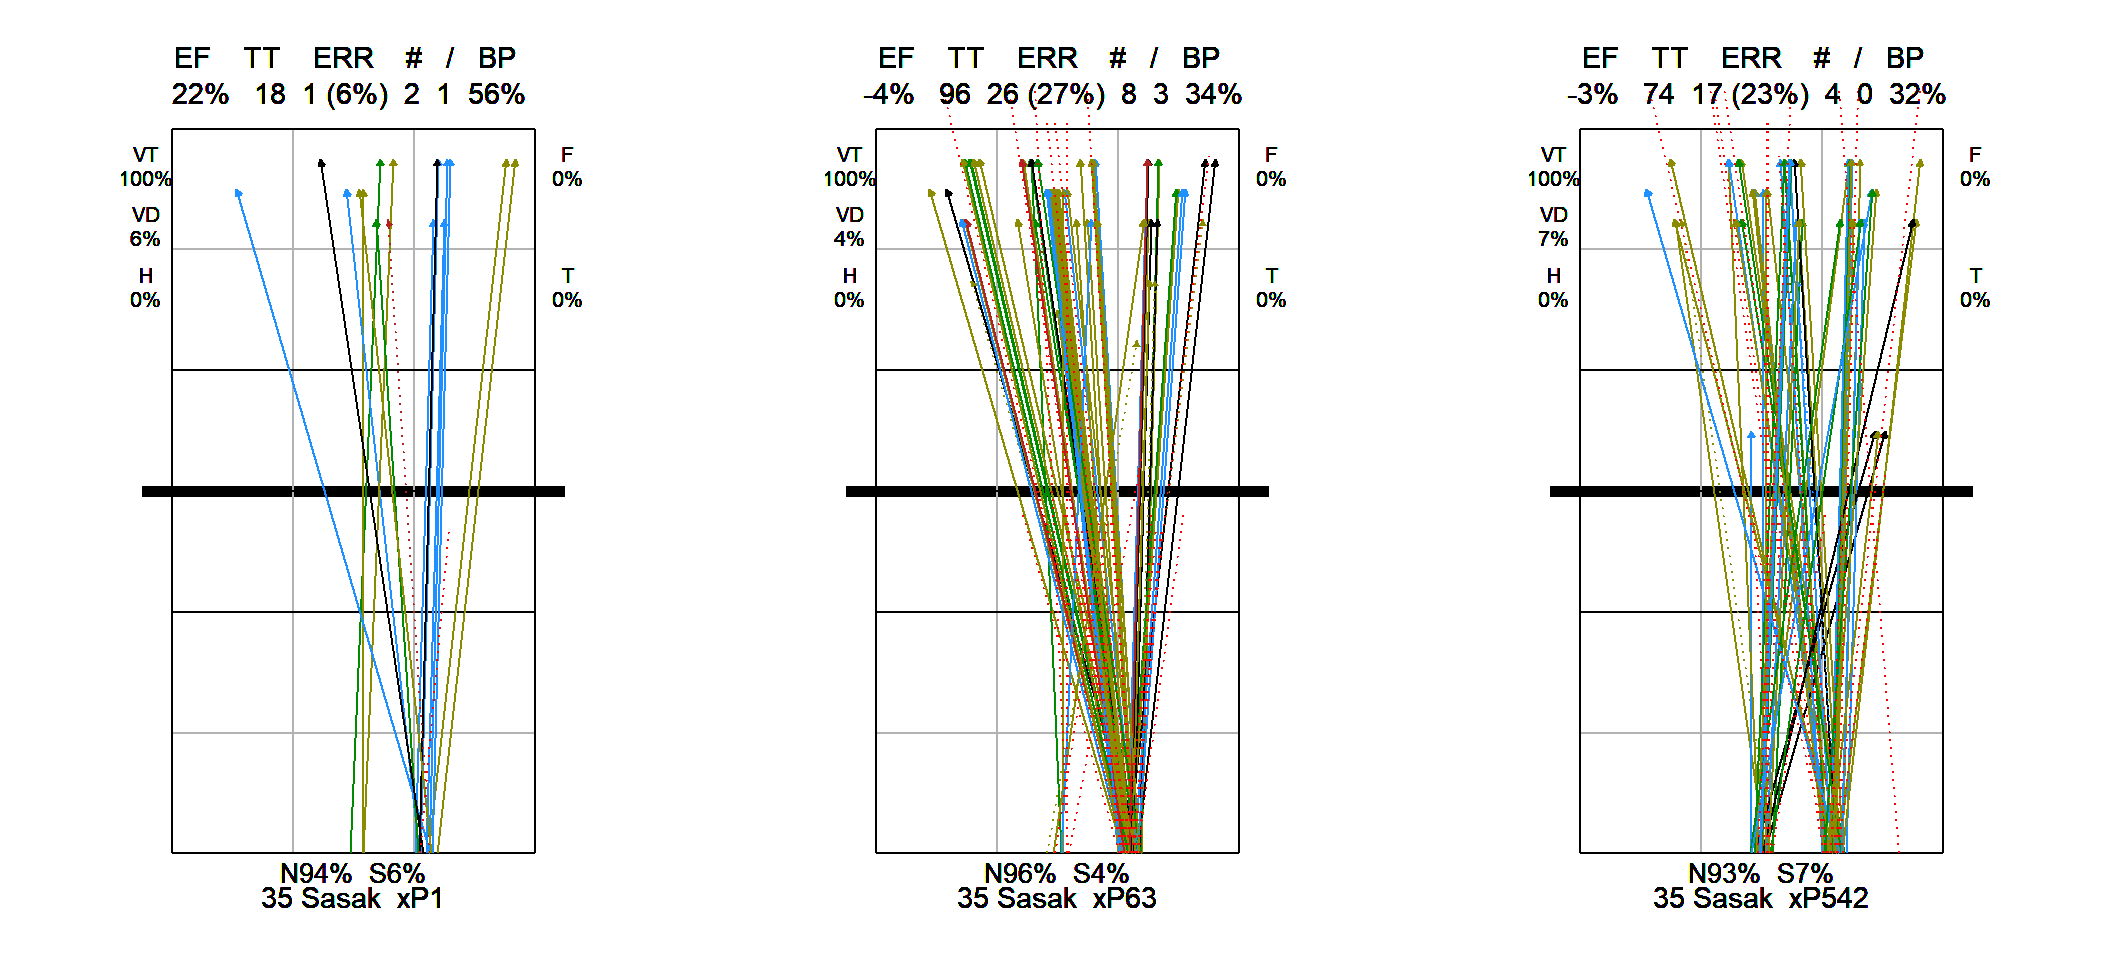 EF TT ERR # / BP
22% 18 1 (6%) 2 1 56%
VT
100%
VD
6%
H
0%
F
0%
T
0%
N94% S6%
35 Sasak xP1
EF TT ERR # / BP
-4% 96 26 (27%) 8 3 34%
VT
100%
VD
4%
H
0%
F
0%
T
0%
N96% S4%
35 Sasak xP63
EF TT ERR # / BP
-3% 74 17 (23%) 4 0 32%
VT
100%
VD
7%
H
0%
F
0%
T
0%
N93% S7%
35 Sasak xP542